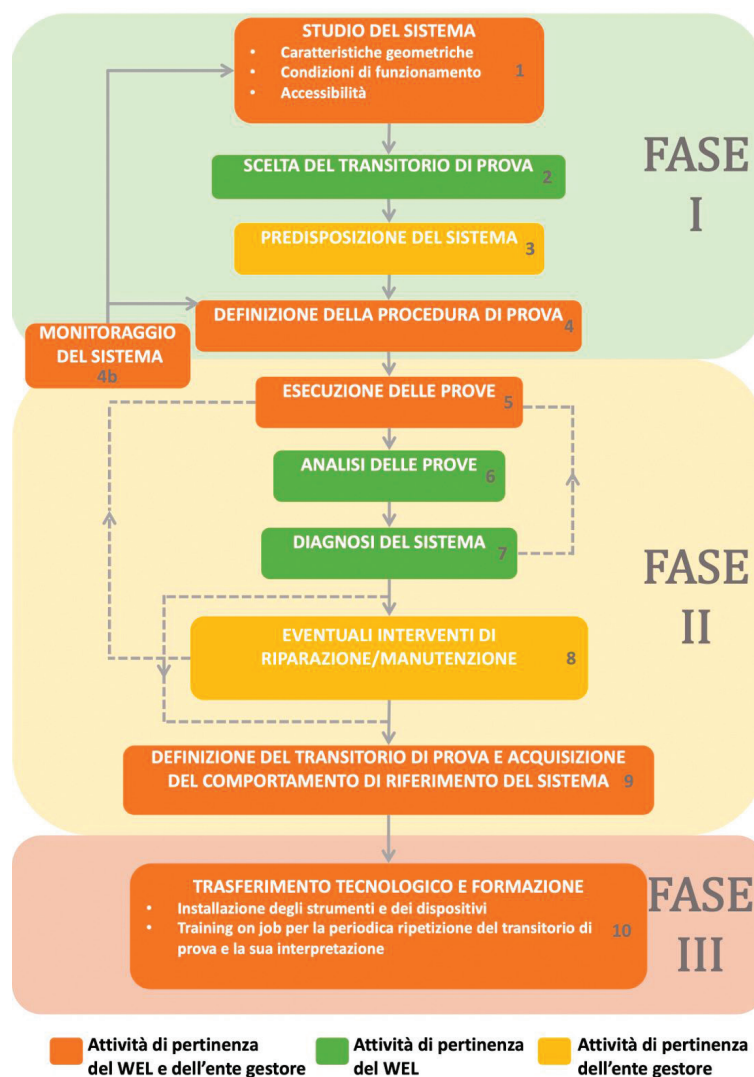 STUDIO DEL SISTEMA
• Caratteristiche geometriche
• Condizioni di funzionamento
• Accessibilità
1
SCELTA DEL TRANSITORIO DI PROVA
2
FASE
I
PREDISPOSIZIONE DEL SISTEMA
3
DEFINIZIONE DELLA PROCEDURA DI PROVA
4
MONITORAGGIO
DEL SISTEMA
4b
ESECUZIONE DELLE PROVE
5
ANALISI DELLE PROVE
6
DIAGNOSI DEL SISTEMA
7
FASE
II
EVENTUALI INTERVENTI DI
RIPARAZIONE/MANUTENZIONE
8
DEFINIZIONE DEL TRANSITORIO DI PROVA E ACQUISIZIONE
DEL COMPORTAMENTO DI RIFERIMENTO DEL SISTEMA
9
TRASFERIMENTO TECNOLOGICO E FORMAZIONE
• Installazione degli strumenti e dei dispositivi
• Training on job per la periodica ripetizione del transitorio di
prova e la sua interpretazione
10
FASE
III
Attività di pertinenza
del WEL e dell'ente gestore
Attività di pertinenza
del WEL
Attività di pertinenza
dell'ente gestore